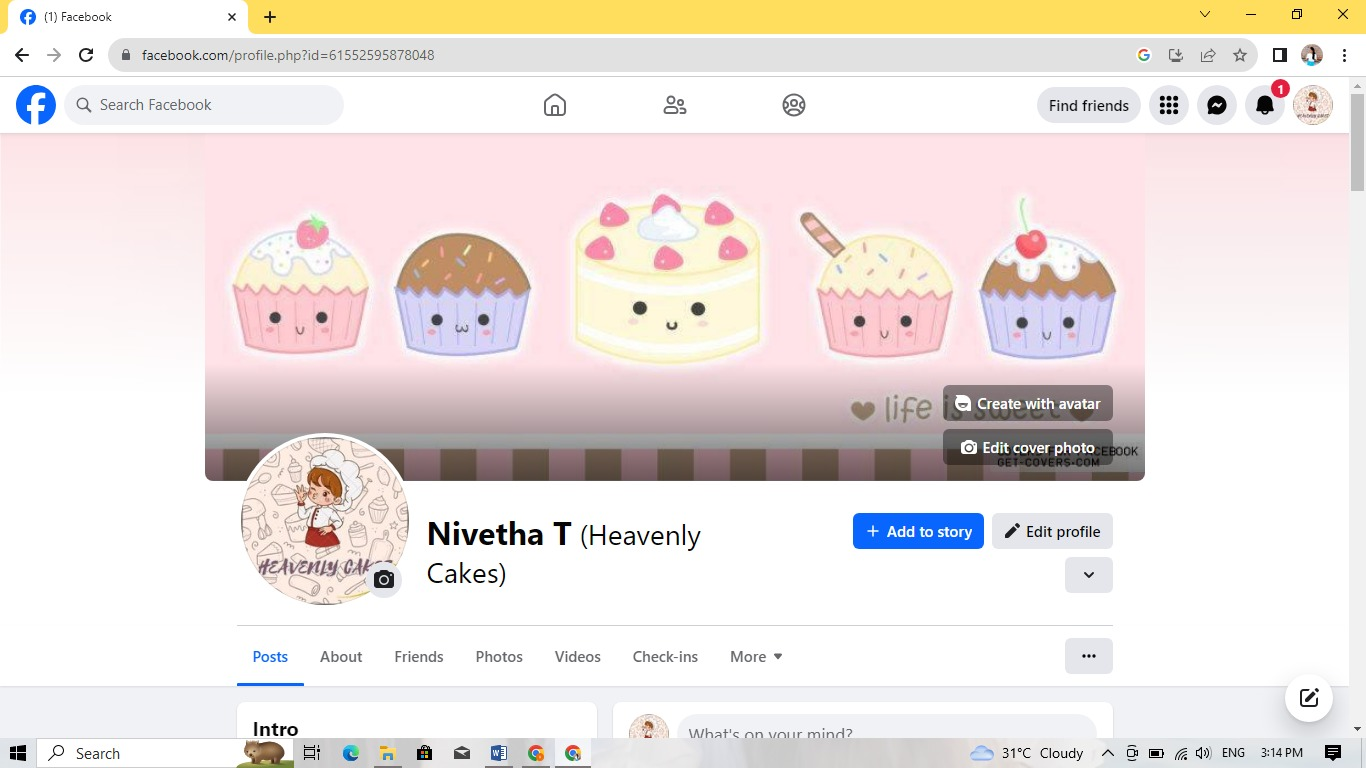 (1) Facebook
facebook.com/profile.php?id=61552595878048
Search Facebook
Find friends
1
life is sweet
Create with avatar
Edit cover photo
CEBOOK
GET-COVERS.COM
HEAVENLY CAKES
Nivetha T (Heavenly
Cakes)
+ Add to story
Edit profile
Posts About Friends Photos Videos Check-ins More
Intro
What's on your mind?
Search
31°C Cloudy ENG 3:14 PM